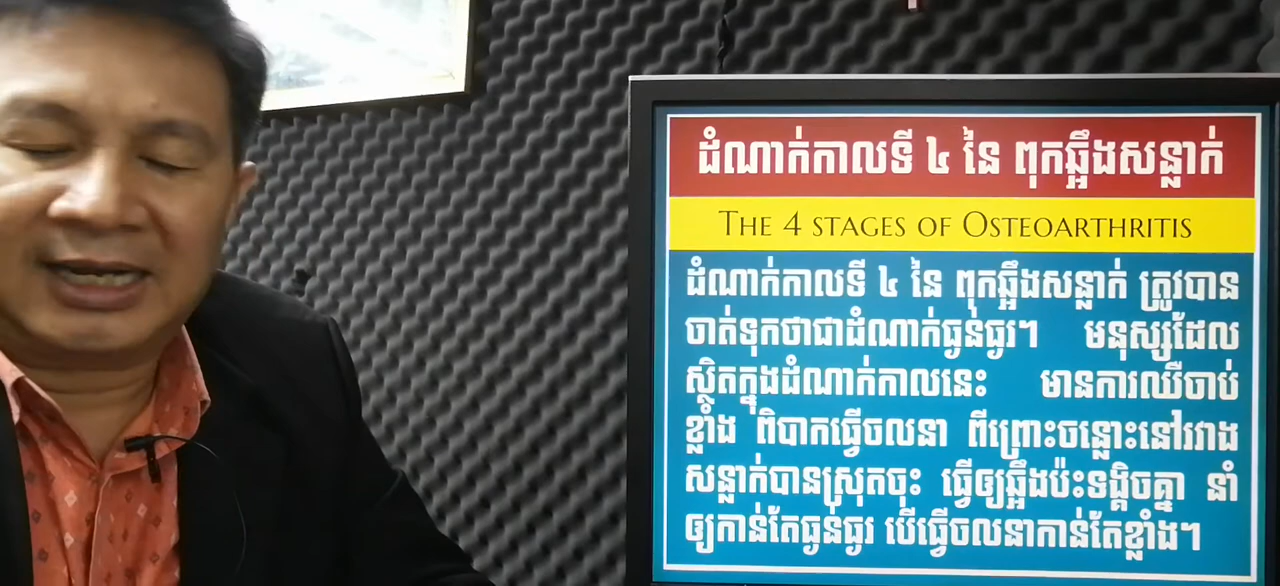 ដំណាក់កាលទី ៤ នៃ ពុកឆ្អឹងសន្លាក់
The 4 stages of Osteoarthritis
ដំណាក់កាលទី ៤ នៃ ពុកឆ្អឹងសន្លាក់ ត្រូវបាន
ចាត់ទុកថាជាដំណាក់ធ្ងន់ធ្ងរ។ មនុស្សដែល
ស្ថិតក្នុងដំណាក់កាលនេះ មានការឈឺចាប់
ខ្លាំង ពិបាកធ្វើចលនា ពីព្រោះចន្លោះនៅរវាង
សន្លាក់បានស្រុតចុះ ធ្វើឲ្យឆ្អឹងប៉ះទង្គិចគ្នា នាំ
ឲ្យកាន់តែធ្ងន់ធ្ងរ បើធ្វើចលនាកាន់តែខ្លាំង។